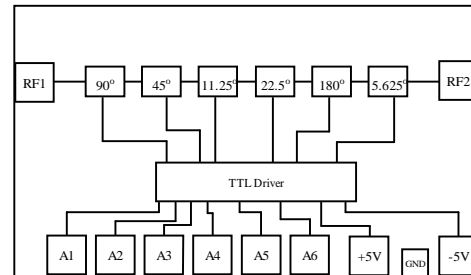 RF1
90° 45° 11.25° 22.5° 180° 5.625°
RF2
TTL Driver
A1 A2 A3 A4 A5 A6 +5V GND -5V